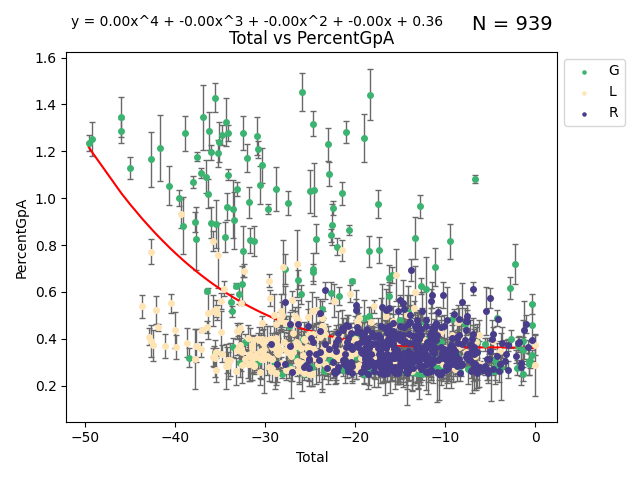 y = 0.00x^4 + -0.00x^3 + -0.00x^2 + -0.00x + 0.36
N = 939
Total vs PercentGpA
G
L
R
PercentGpA
1.6
1.4
1.2
1.0
0.8
0.6
0.4
0.2
−50
−40
−30
−20
−10
0
Total